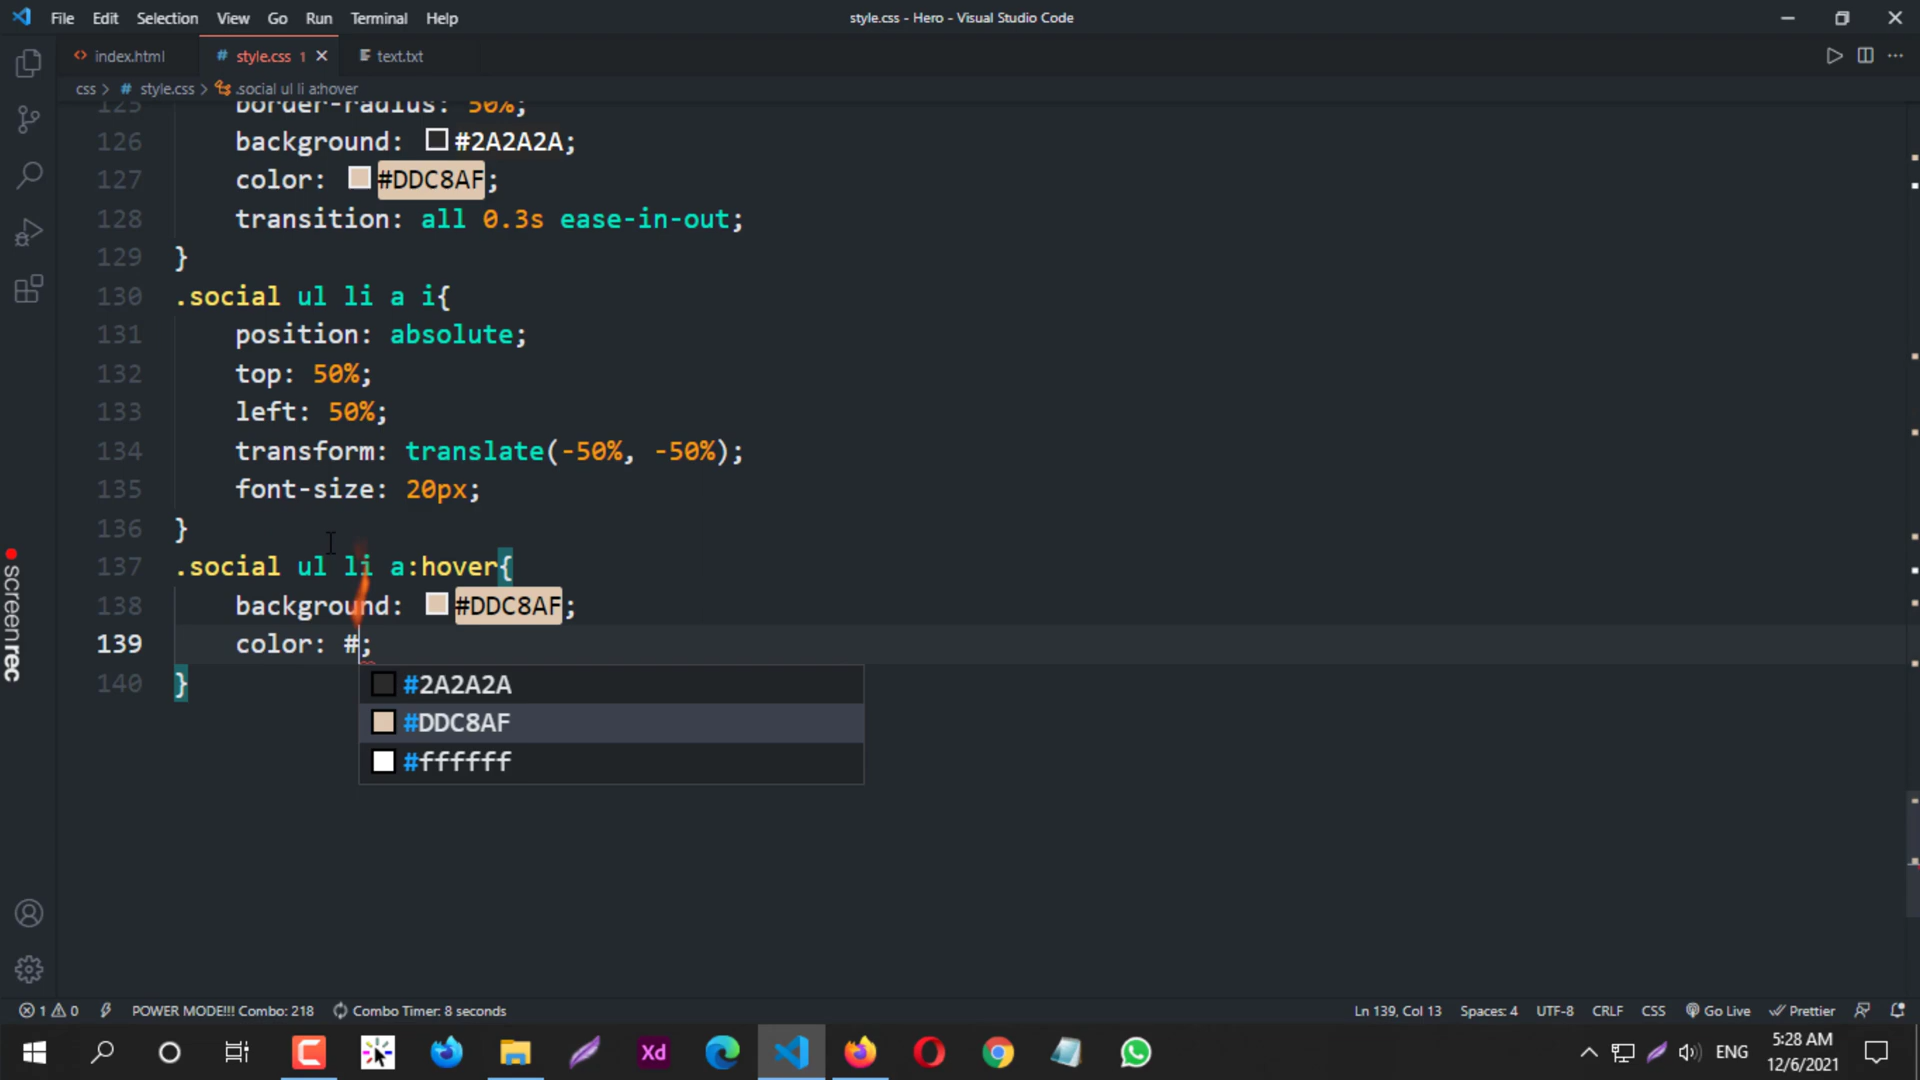 File Edit Selection View Go Run Terminal Help
style.css - Hero - Visual Studio Code
index.html
# style.css 1
text.txt
css > # style.css > .social ul li a:hover
125 border-radius: 50%;
126 background: #2A2A2A;
127 color: #DDC8AF;
128 transition: all 0.3s ease-in-out;
129 }
130 .social ul li a i{
131 position: absolute;
132 top: 50%;
133 left: 50%;
134 transform: translate(-50%, -50%);
135 font-size: 20px;
136 }
137 .social ul li a:hover{
138 background: #DDC8AF;
139 color: #;
140 }
#2A2A2A
#DDC8AF
#ffffff
screenrec
1 0 POWER MODE!!! Combo: 218 Combo Timer: 8 seconds
Ln 139, Col 13 Spaces: 4 UTF-8 CRLF CSS Go Live Prettier
Xd
ENG
5:28 AM
12/6/2021